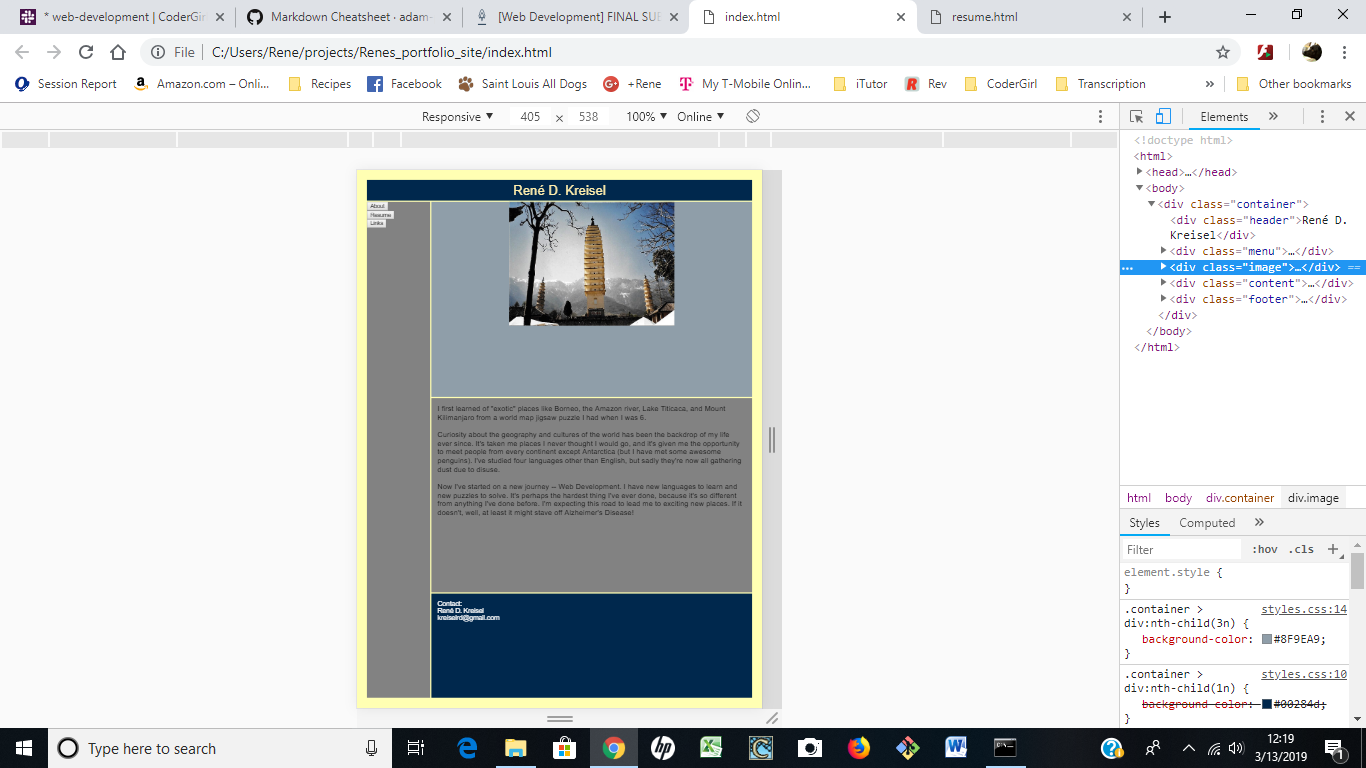 * web-development | CoderGir
Markdown Cheatsheet · adam-
[Web Development] FINAL SUB
index.html
resume.html
File
C:/Users/Rene/projects/Renes_portfolio_site/index.html
Session Report
Amazon.com – Onli...
Recipes
Facebook
Saint Louis All Dogs
+Rene
My T-Mobile Onlin...
iTutor
Rev
CoderGirl
Transcription
»
Other bookmarks
Responsive ▼ 405 x 538 100% ▼ Online ▼
René D. Kreisel
About
Resume
Links
I first learned of "exotic" places like Borneo, the Amazon river, Lake Titicaca, and Mount
Kilimanjaro from a world map jigsaw puzzle I had when I was 6.
Curiosity about the geography and cultures of the world has been the backdrop of my life
ever since. It's taken me places I never thought I would go, and it's given me the opportunity
to meet people from every continent except Antarctica (but I have met some awesome
penguins). I've studied four languages other than English, but sadly they're now all gathering
dust due to disuse.
Now I've started on a new journey -- Web Development. I have new languages to learn and
new puzzles to solve. It's perhaps the hardest thing I've ever done, because it's so different
from anything I've done before. I'm expecting this road to lead me to exciting new places. If it
doesn't, well, at least it might stave off Alzheimer's Disease!
Contact:
René D. Kreisel
kreiselrd@gmail.com
Elements »
<!doctype html>
<html>
<head>…</head>
<body>
<div class="container">
<div class="header">René D.
Kreisel</div>
<div class="menu">…</div>
... <div class="image">…</div> ==
<div class="content">…</div>
<div class="footer">…</div>
</div>
</body>
</html>
html body div.container div.image
Styles Computed »
Filter :hov .cls +
element.style {
}
.container > styles.css:14
div:nth-child(3n) {
background-color: #8F9EA9;
}
.container > styles.css:10
div:nth-child(1n) {
background-color: #00284d;
}
Type here to search
12:19
3/13/2019
1